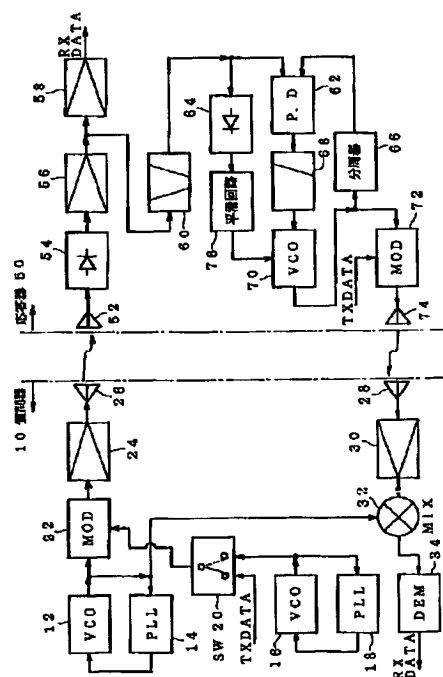 10 質問器
応答器 50
12
VCO
PLL
14
22
MOD
24
26
SW 20
TXDATA
16
VCO
PLL
18
28
30
32
MIX
DEM
34
RX
DATA
52
54
56
58
RX
DATA
60
64
平滑回路
76
P.D
62
68
VCO
70
分周器
66
72
MOD
TXDATA
74